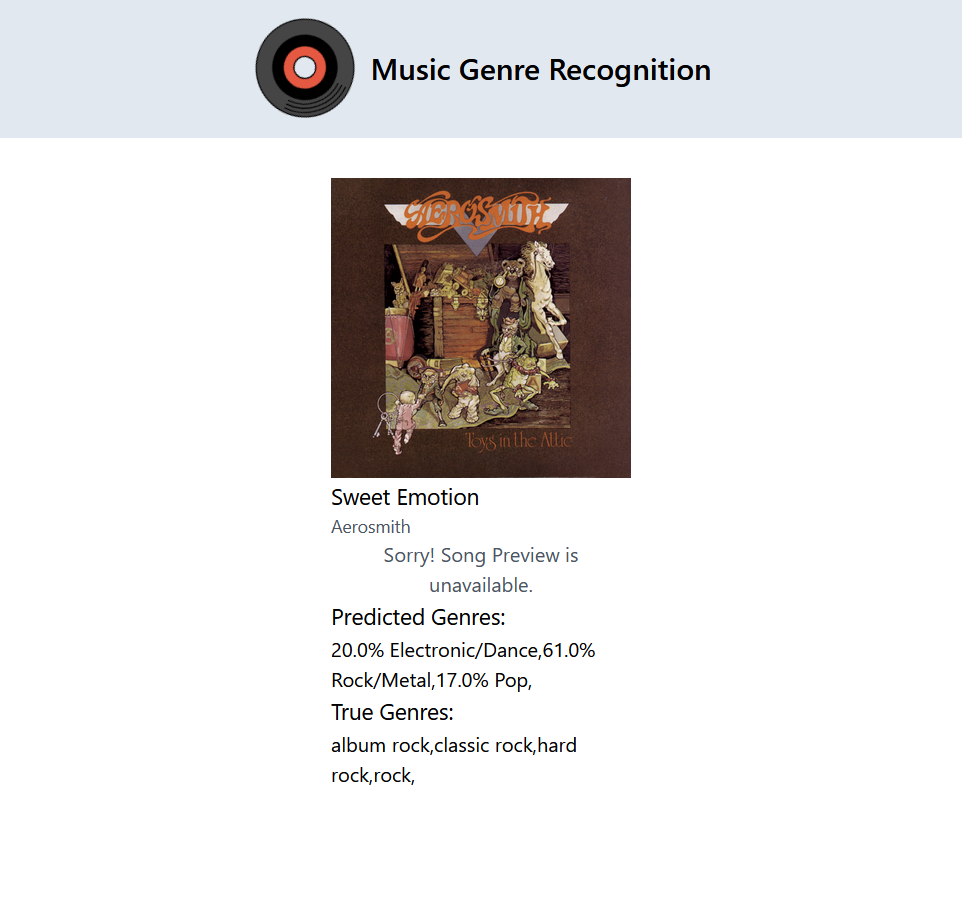 Music Genre Recognition
AEROSMITH
Toys in the Attic
Sweet Emotion
Aerosmith
Sorry! Song Preview is
unavailable.
Predicted Genres:
20.0% Electronic/Dance,61.0%
Rock/Metal,17.0% Pop,
True Genres:
album rock,classic rock,hard
rock,rock,